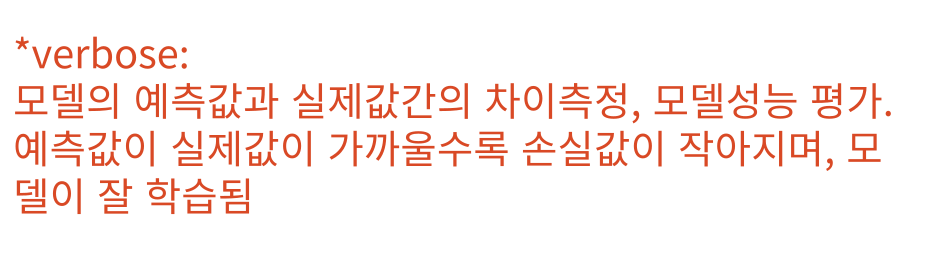 *verbose:
모델의 예측값과 실제값간의 차이측정, 모델성능 평가.
예측값이 실제값이 가까울수록 손실값이 작아지며, 모
델이 잘 학습됨